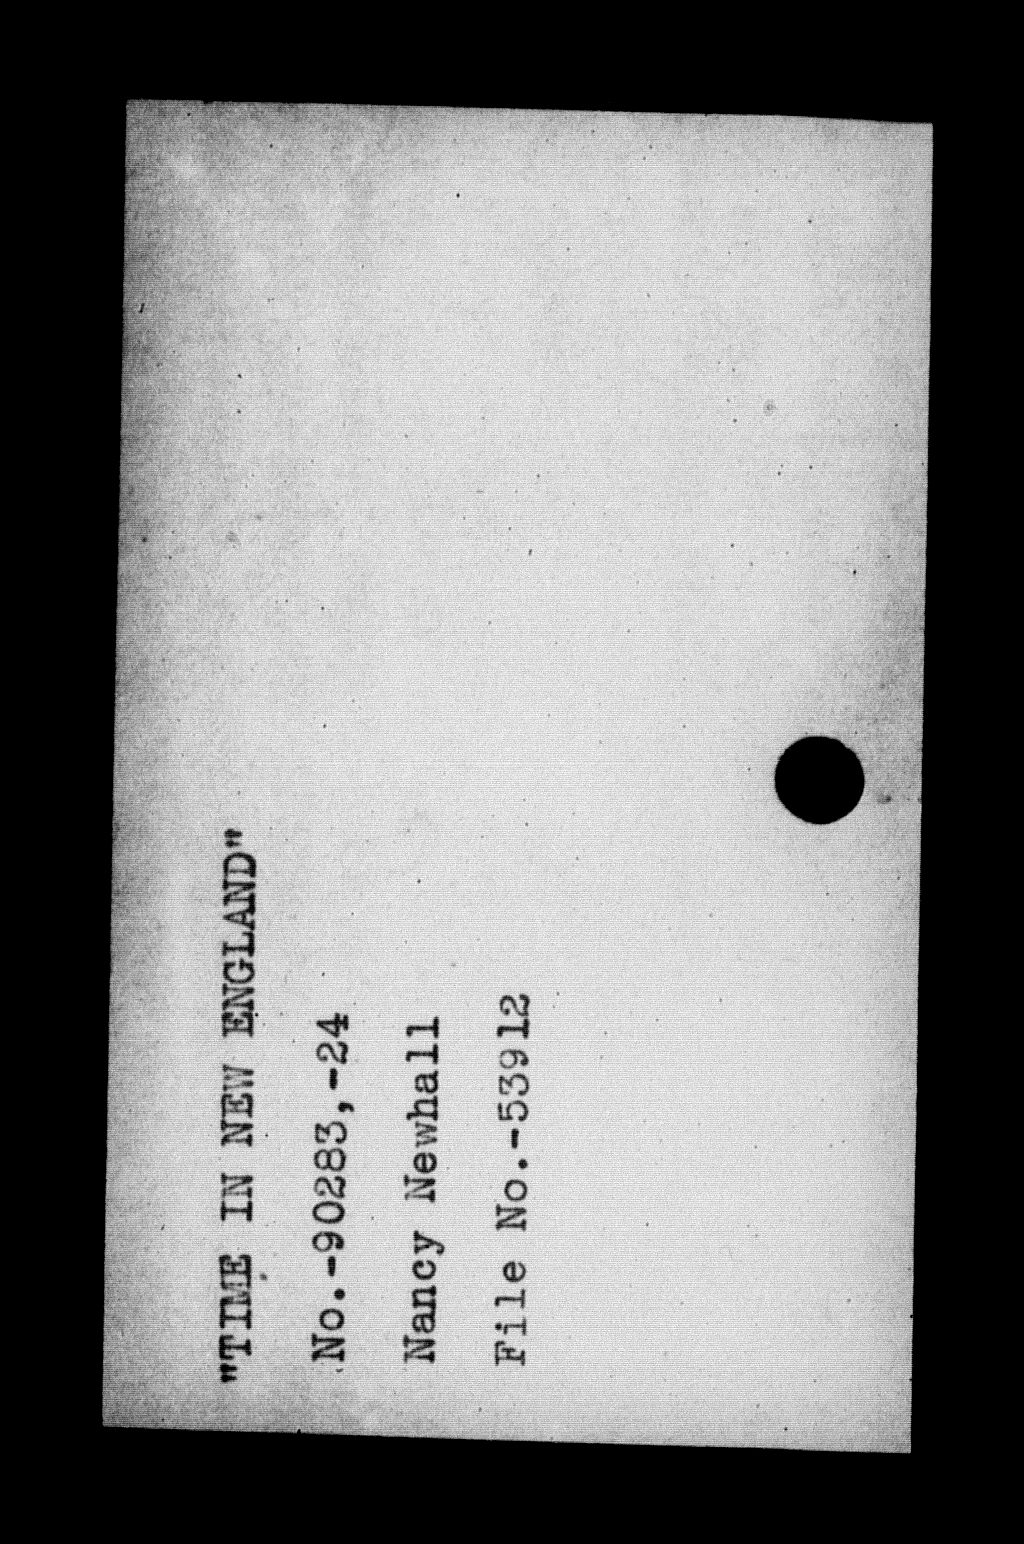 "TIME IN NEW ENGLAND"
No.-90283,-24
Nancy Newhall
File No.-53912